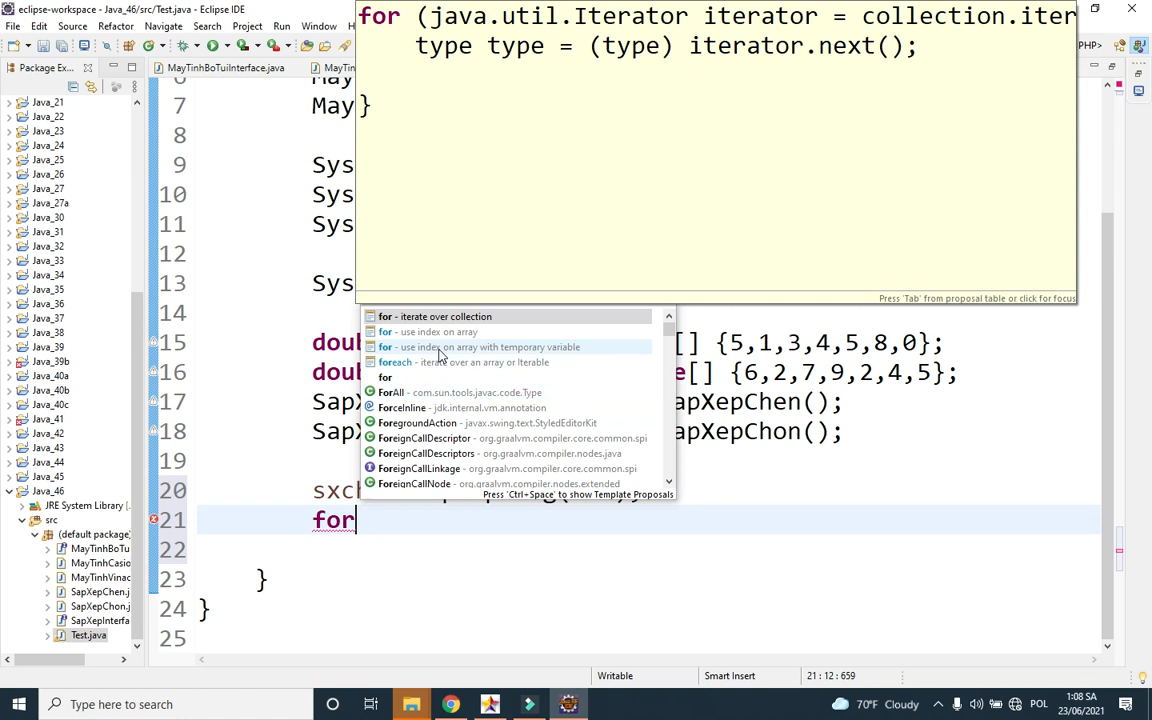 eclipse-workspace - Java_46/src/Test.java - Eclipse IDE
File Edit Source Refactor Navigate Search Project Run Window
Package Ex...
MayTinhBoTuiInterface.java
MayTin
PHP>
for (java.util.Iterator iterator = collection.iter
type type = (type) iterator.next();
}
Press 'Tab' from proposal table or click for focus
Java_21
Java_22
Java_23
Java_24
Java_25
Java_26
Java_27
Java_27a
Java_30
Java_31
Java_32
Java_33
Java_34
Java_35
Java_36
Java_37
Java_38
Java_39
Java_39b
Java_40a
Java_40b
Java_40c
Java_41
Java_42
Java_43
Java_44
Java_45
Java_46
JRE System Library [
src
(default package)
MayTinhBoTu
MayTinhCasio
MayTinhVinac
SapXepChen.j
SapXepChon.j
SapXepInterfa
Test.java
7 May
8
9 Sys
10 Sys
11 Sys
12
13 Sys
14
15 doub [] {5,1,3,4,5,8,0};
16 doub e[] {6,2,7,9,2,4,5};
17 SapX apXepChen();
18 SapX apXepChon();
19
20 sxch
21 for
22
23 }
24 }
25
for - iterate over collection
for - use index on array
for - use index on array with temporary variable
foreach - iterate over an array or Iterable
for
ForAll - com.sun.tools.javac.code.Type
ForceInline - jdk.internal.vm.annotation
ForegroundAction - javax.swing.text.StyledEditorKit
ForeignCallDescriptor - org.graalvm.compiler.core.common.spi
ForeignCallDescriptors - org.graalvm.compiler.nodes.java
ForeignCallLinkage - org.graalvm.compiler.core.common.spi
ForeignCallNode - org.graalvm.compiler.nodes.extended
Press 'Ctrl+Space' to show Template Proposals
Writable Smart Insert 21 : 12 : 659
Type here to search
70°F Cloudy
POL
1:08 SA
23/06/2021